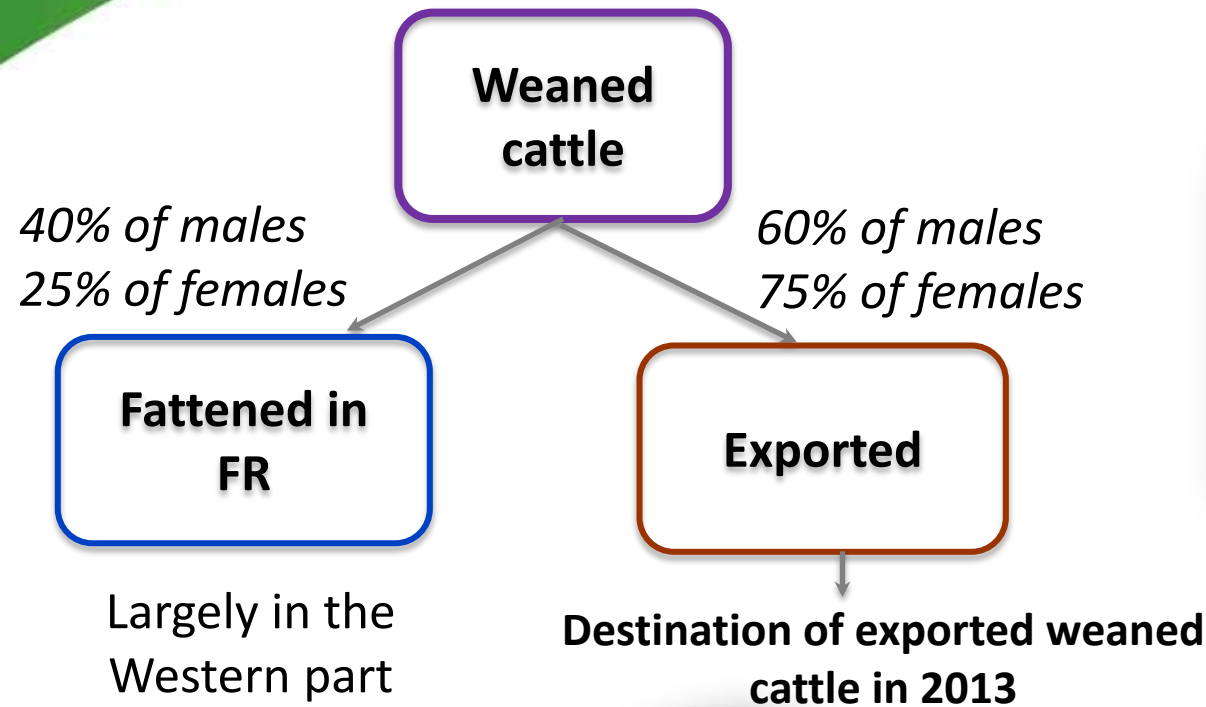 Weaned
cattle
40% of males
25% of females
60% of males
75% of females
Fattened in
FR
Exported
Largely in the
Western part
Destination of exported weaned
cattle in 2013